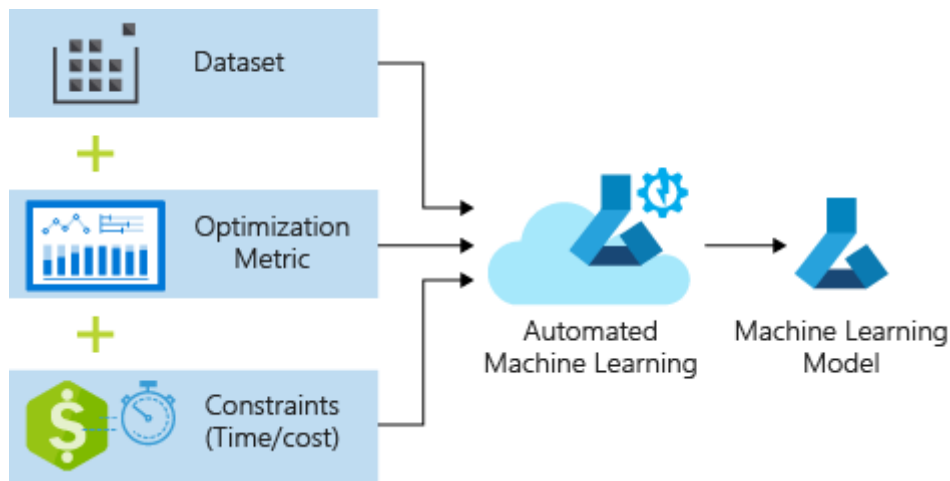 Dataset
Optimization
Metric
Constraints
(Time/cost)
Automated
Machine Learning
Machine Learning
Model